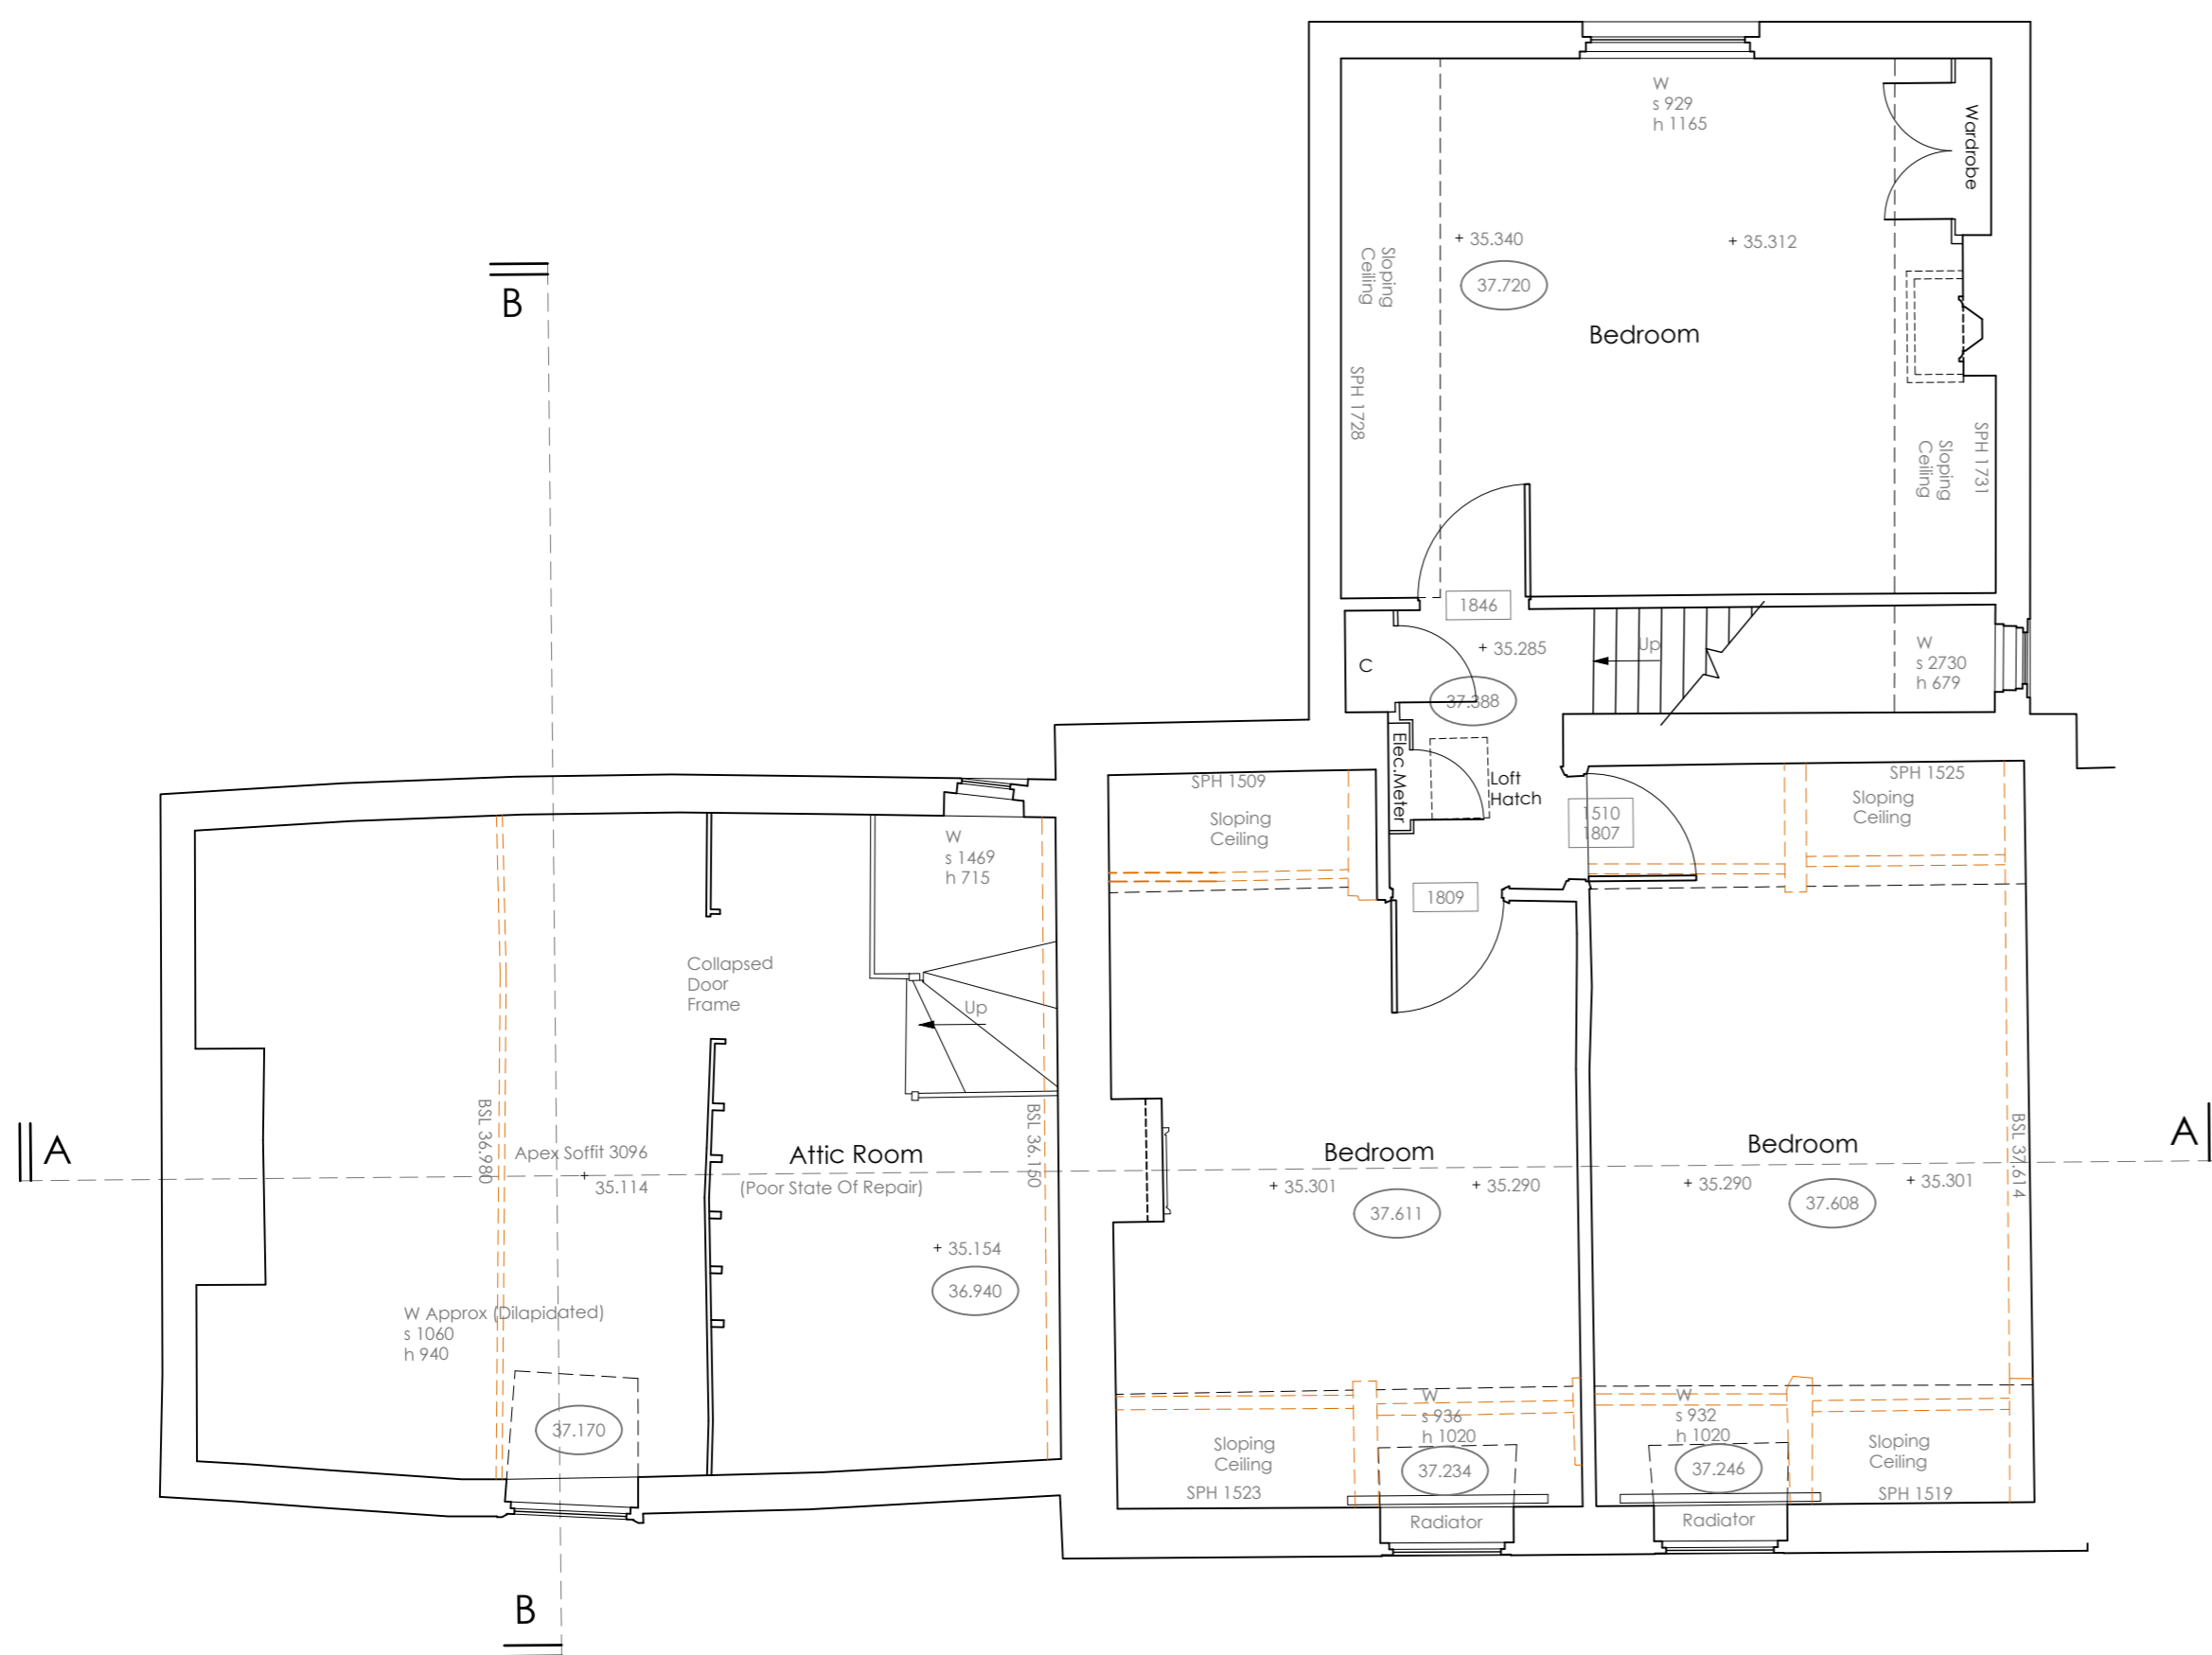 W
s 929
h 1165
Wardrobe
+ 35.340
+ 35.312
37.720
Sloping
Ceiling
Bedroom
B
SPH 1728
SPH 1731
Sloping
Ceiling
1846
+ 35.285
Up
C
W
s 2730
h 679
37.388
Elec.Meter
Loft
Hatch
SPH 1509
Sloping
Ceiling
1510
1807
SPH 1525
Sloping
Ceiling
W
s 1469
h 715
1809
Collapsed
Door
Frame
Up
A
BSL 36.980
Apex Soffit 3096
+
35.114
Attic Room
(Poor State Of Repair)
BSL 36.150
Bedroom
+ 35.301
+ 35.290
37.611
Bedroom
+ 35.290
+ 35.301
37.608
BSL 37.614
A
+ 35.154
36.940
W Approx (Dilapidated)
s 1060
h 940
37.170
W
s 936
h 1020
37.234
Sloping
Ceiling
SPH 1523
Radiator
W
s 932
h 1020
37.246
Sloping
Ceiling
SPH 1519
Radiator
B